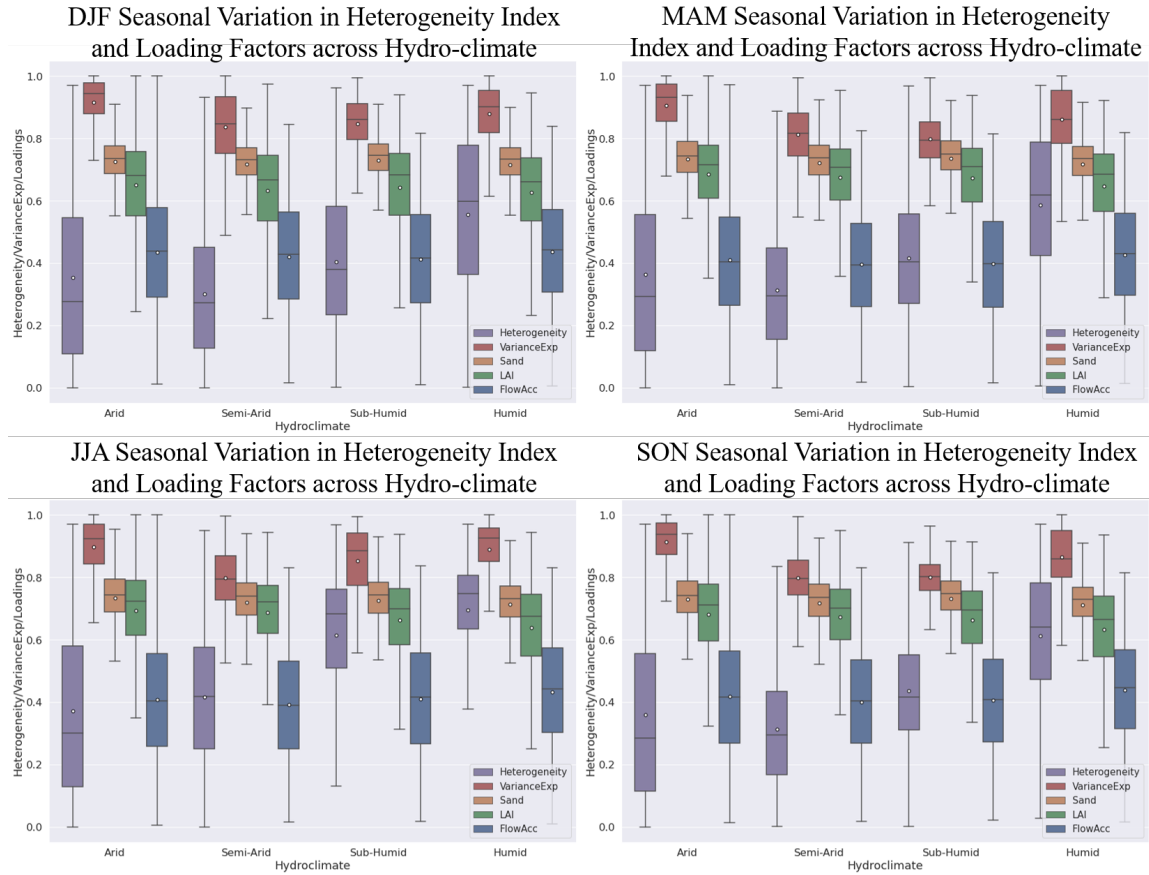 DJF Seasonal Variation in Heterogeneity Index
and Loading Factors across Hydro-climate
Heterogeneity/VarianceExp/Loadings
1.0
0.8
0.6
0.4
0.2
0.0
Heterogeneity
VarianceExp
Sand
LAI
FlowAcc
Arid Semi-Arid Sub-Humid Humid
Hydroclimate
MAM Seasonal Variation in Heterogeneity
Index and Loading Factors across Hydro-climate
Heterogeneity/VarianceExp/Loadings
1.0
0.8
0.6
0.4
0.2
0.0
Heterogeneity
VarianceExp
Sand
LAI
FlowAcc
Arid Semi-Arid Sub-Humid Humid
Hydroclimate
JJA Seasonal Variation in Heterogeneity Index
and Loading Factors across Hydro-climate
Heterogeneity/VarianceExp/Loadings
1.0
0.8
0.6
0.4
0.2
0.0
Heterogeneity
VarianceExp
Sand
LAI
FlowAcc
Arid Semi-Arid Sub-Humid Humid
Hydroclimate
SON Seasonal Variation in Heterogeneity Index
and Loading Factors across Hydro-climate
Heterogeneity/VarianceExp/Loadings
1.0
0.8
0.6
0.4
0.2
0.0
Heterogeneity
VarianceExp
Sand
LAI
FlowAcc
Arid Semi-Arid Sub-Humid Humid
Hydroclimate